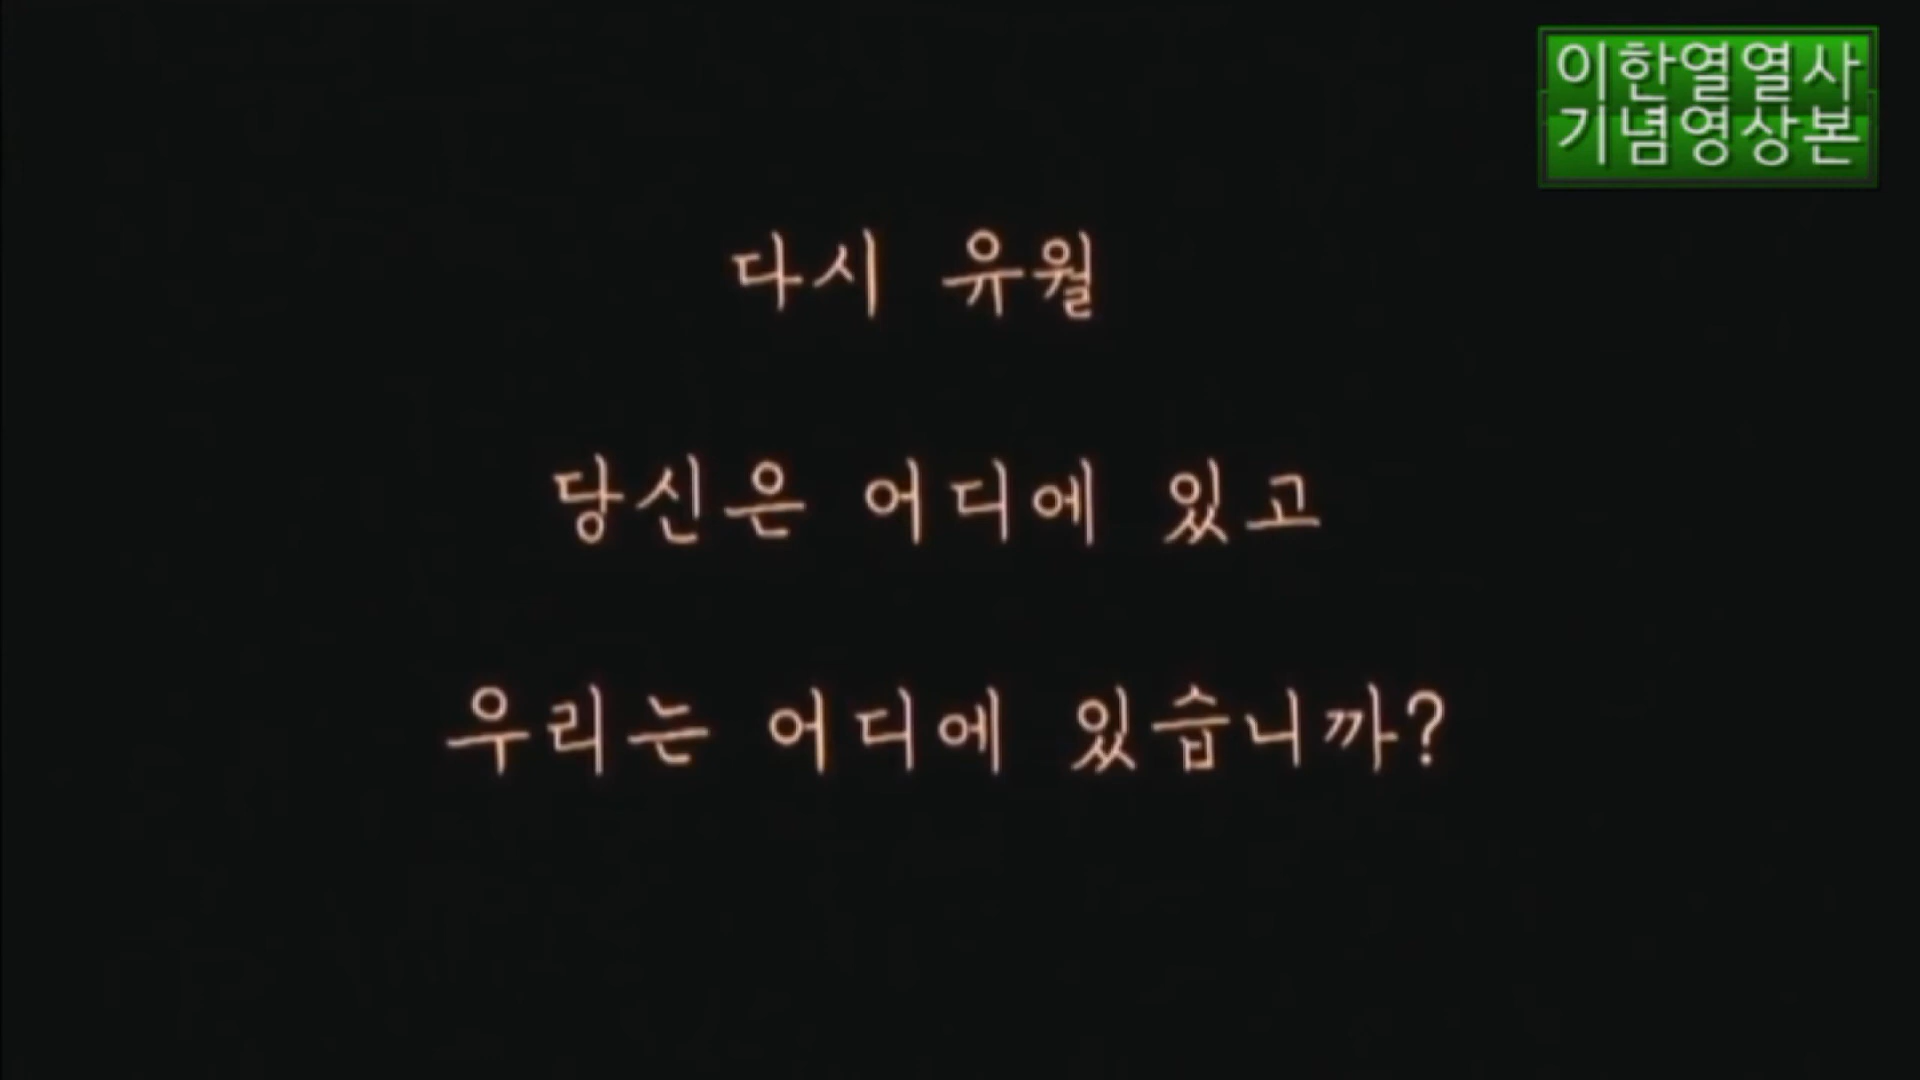 이한열열사
기념영상본
다시 유월
당신은 어디에 있고
우리는 어디에 있습니까?